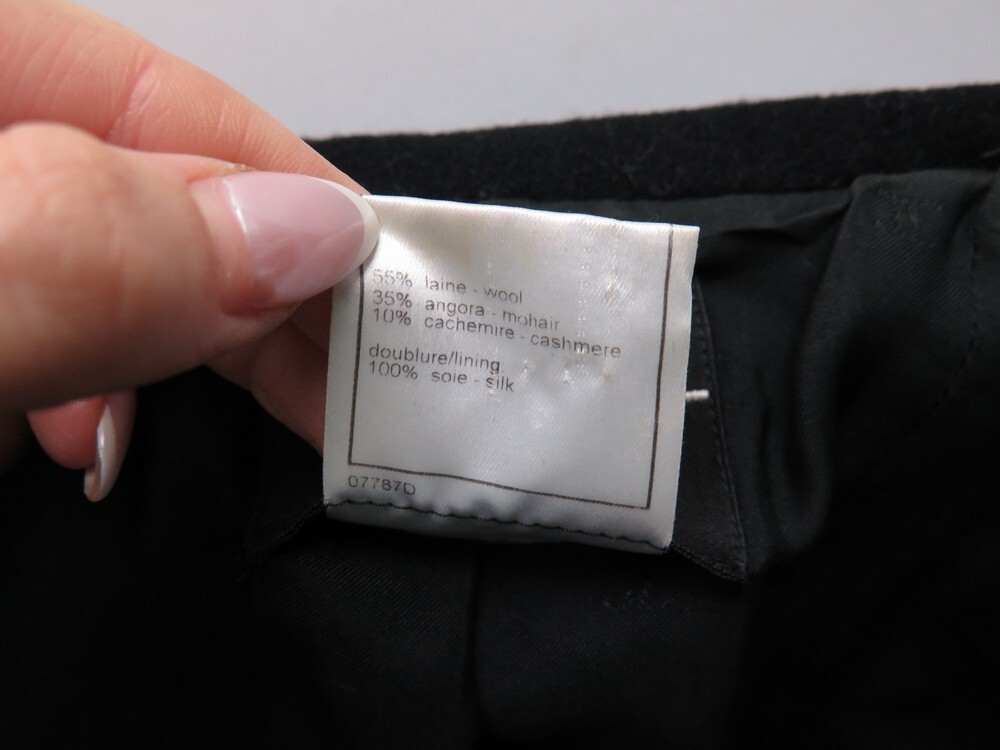 55% laine - wool
35% angora - mohair
10% cachemire - cashmere
doublure/lining
100% soie - silk
07787D